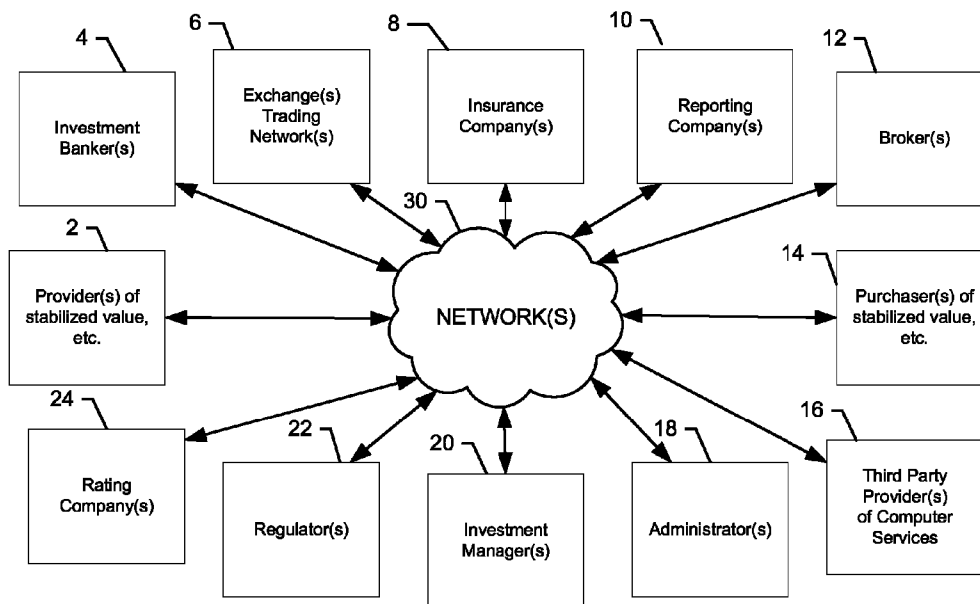 4
Investment
Banker(s)
6
Exchange(s)
Trading
Network(s)
8
Insurance
Company(s)
10
Reporting
Company(s)
12
Broker(s)
2
Provider(s) of
stabilized value,
etc.
30
NETWORK(S)
14
Purchaser(s) of
stabilized value,
etc.
24
Rating
Company(s)
22
Regulator(s)
20
Investment
Manager(s)
18
Administrator(s)
16
Third Party
Provider(s)
of Computer
Services